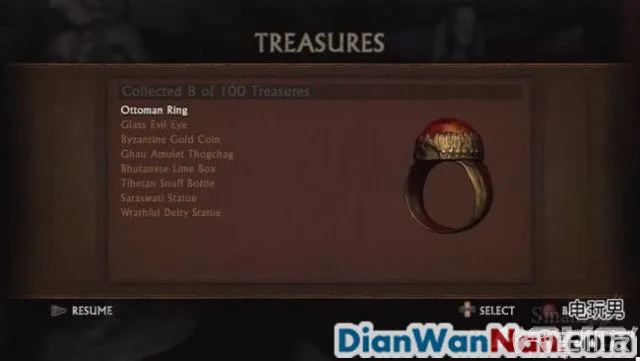 TREASURES
Collected 8 of 100 Treasures
Ottoman Ring
Glass Evil Eye
Byzantine Gold Coin
Ghau Amulet Thogchag
Bhutanese Lime Box
Tibetan Snuff Bottle
Saraswati Statue
Wrathful Deity Statue
RESUME
SELECT
电玩男
DianWanNan.com